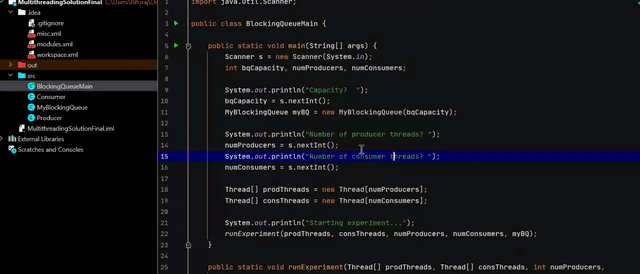 MultithreadingSolutionFinal
.idea
.gitignore
misc.xml
modules.xml
workspace.xml
out
src
BlockingQueueMain
Consumer
MyBlockingQueue
Producer
MultithreadingSolutionFinal.iml
External Libraries
Scratches and Consoles
1 import java.util.Scanner;
2
3 public class BlockingQueueMain {
4
5 public static void main(String[] args) {
6 Scanner s = new Scanner(System.in);
7 int bqCapacity, numProducers, numConsumers;
8
9 System.out.println("Capacity? ");
10 bqCapacity = s.nextInt();
11 MyBlockingQueue myBQ = new MyBlockingQueue(bqCapacity);
12
13 System.out.println("Number of producer threads? ");
14 numProducers = s.nextInt();
15 System.out.println("Number of consumer threads? ");
16 numConsumers = s.nextInt();
17
18 Thread[] prodThreads = new Thread[numProducers];
19 Thread[] consThreads = new Thread[numConsumers];
20
21 System.out.println("Starting experiment...");
22 runExperiment(prodThreads, consThreads, numProducers, numConsumers, myBQ);
23 }
24
25 public static void runExperiment(Thread[] prodThreads, Thread[] consThreads, int numProducers,